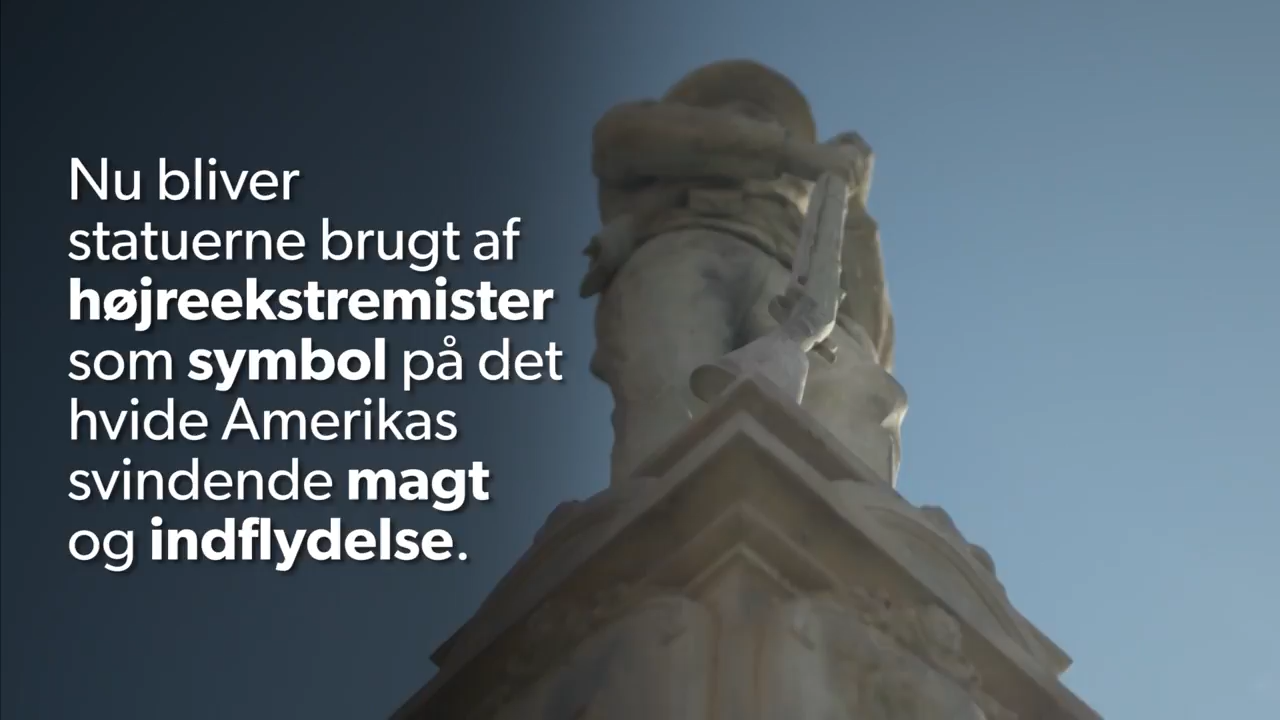 Nu bliver
statuerne brugt af
højreekstremister
som symbol på det
hvide Amerikas
svindende magt
og indflydelse.